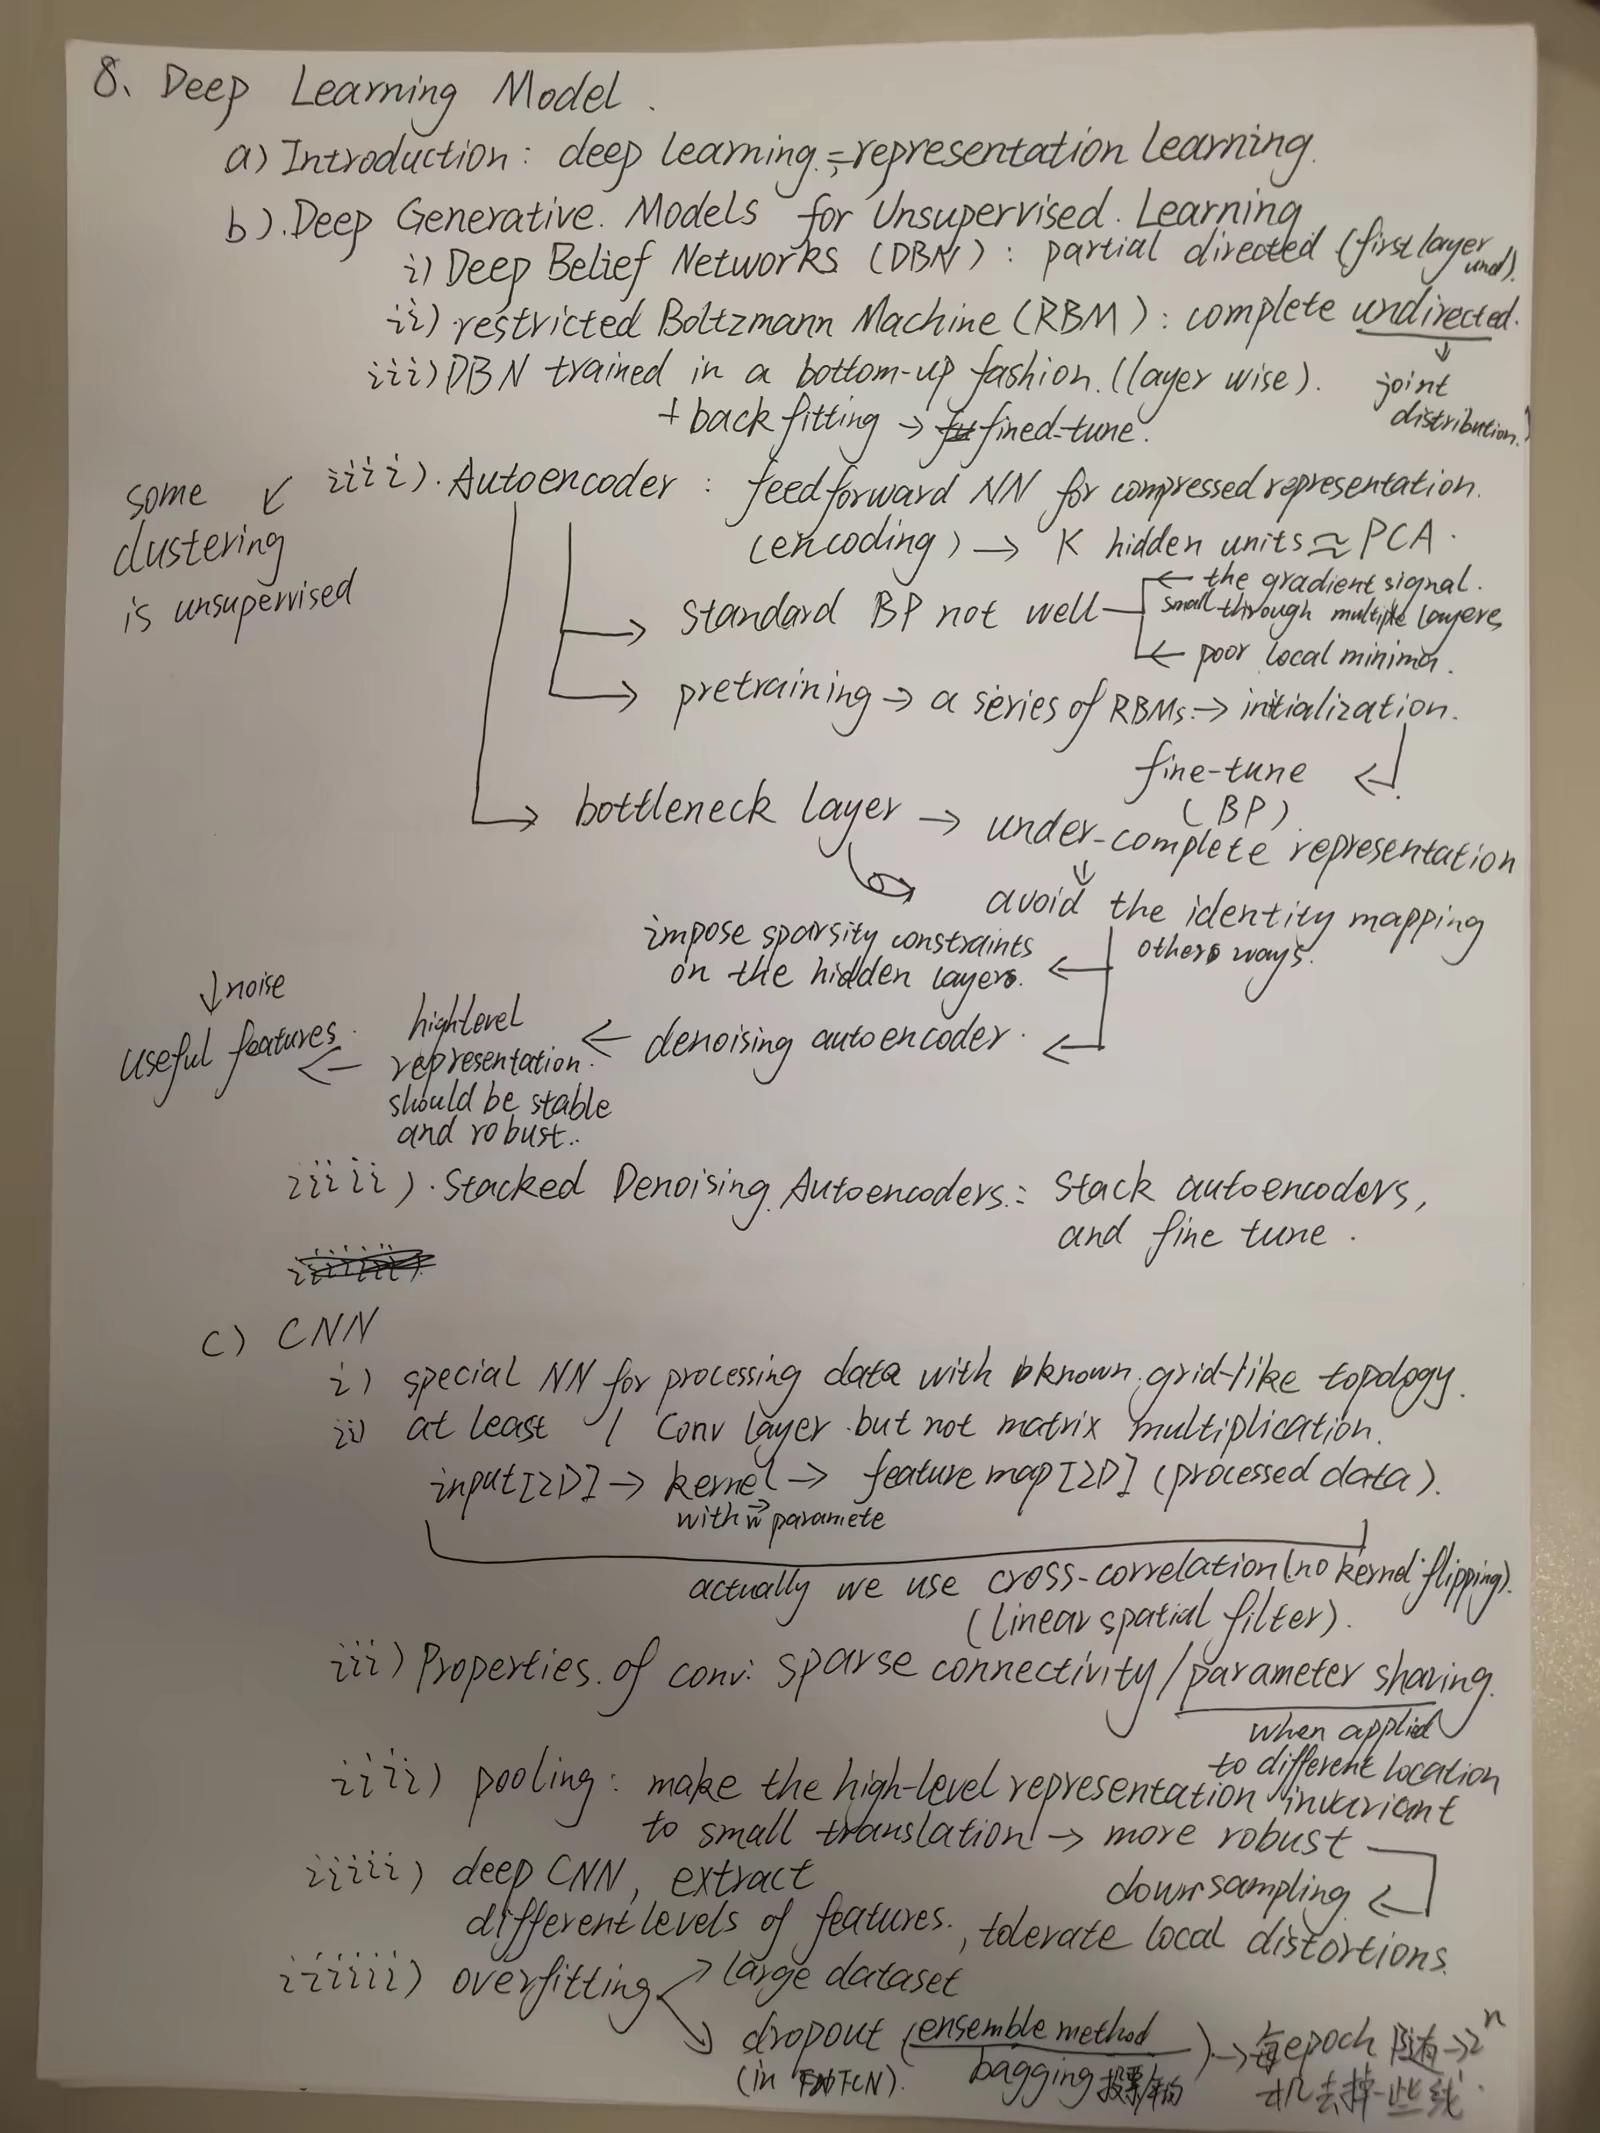 8、Deep Learning Model.
a) Introduction: deep learning = representation learning.
b). Deep Generative Models for Unsupervised Learning
i) Deep Belief Networks (DBN): partial directed (first layer und).
ii) restricted Boltzmann Machine (RBM): complete undirected.
↓ joint distribution.)
iii) DBN trained in a bottom-up fashion. (layer wise).
+ back fitting → fined-tune.
some ↙
clustering
is unsupervised
iiii). Autoencoder: feedforward NN for compressed representation.
(encoding) → K hidden units ≈ PCA.
→ standard BP not well
← the gradient signal.
small through multiple layers
← poor local minima.
→ pretraining → a series of RBMs. → initialization.
fine-tune ↵
(BP)
→ bottleneck layer → under-complete representation
↓
avoid the identity mapping
others ways.
impose sparsity constraints ←
on the hidden layers.
↓ noise
useful features. ←
highlevel
representation.
should be stable
and robust..
← denoising autoencoder. ←
iiiii). Stacked Denoising Autoencoders: Stack autoencoders,
and fine tune.
c) CNN
i) special NN for processing data with known grid-like topology.
ii) at least 1 Conv layer but not matrix multiplication.
input[2D] → kernel → feature map[2D] (processed data).
with w⃗ paramete
actually we use cross-correlation (no kernel flipping).
(linear spatial filter).
iii) Properties of conv: sparse connectivity / parameter sharing.
when applied
to different location
iiii) pooling: make the high-level representation invariant
to small translation → more robust
down sampling ↵
iiiii) deep CNN, extract
different levels of features. , tolerate local distortions.
iiiiii) overfitting ↗ large dataset
↘ dropout (ensemble method
bagging 投票/平均) → 每epoch 随 → 2ⁿ
(in FCN).
机去掉一些线.